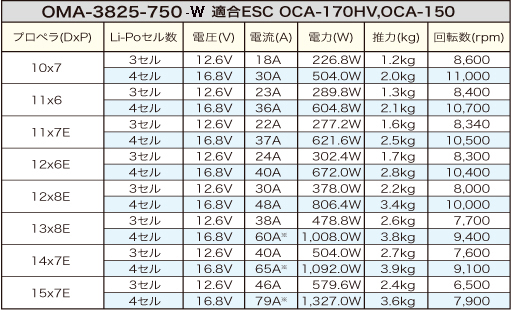 OMA-3825-750-W 適合ESC OCA-170HV,OCA-150
プロペラ(DxP) Li-Poセル数 電圧(V) 電流(A) 電力(W) 推力(kg) 回転数(rpm)
10x7 3セル 12.6V 18A 226.8W 1.2kg 8,600
4セル 16.8V 30A 504.0W 2.0kg 11,000
11x6 3セル 12.6V 23A 289.8W 1.3kg 8,400
4セル 16.8V 36A 604.8W 2.1kg 10,700
11x7E 3セル 12.6V 22A 277.2W 1.6kg 8,340
4セル 16.8V 37A 621.6W 2.5kg 10,500
12x6E 3セル 12.6V 24A 302.4W 1.7kg 8,300
4セル 16.8V 40A 672.0W 2.8kg 10,400
12x8E 3セル 12.6V 30A 378.0W 2.2kg 8,000
4セル 16.8V 48A 806.4W 3.4kg 10,000
13x8E 3セル 12.6V 38A 478.8W 2.6kg 7,700
4セル 16.8V 60A※ 1,008.0W 3.8kg 9,400
14x7E 3セル 12.6V 40A 504.0W 2.7kg 7,600
4セル 16.8V 65A※ 1,092.0W 3.9kg 9,100
15x7E 3セル 12.6V 46A 579.6W 2.4kg 6,500
4セル 16.8V 79A※ 1,327.0W 3.6kg 7,900